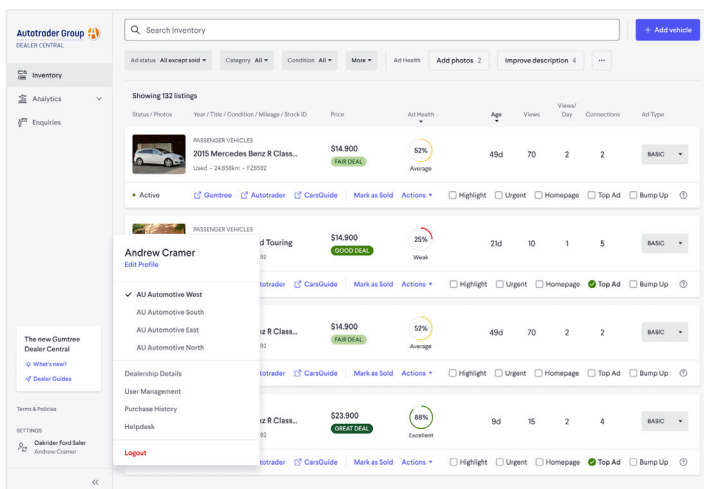 Autotrader Group
DEALER CENTRAL
Inventory
Analytics
Enquiries
The new Gumtree
Dealer Central
What's new?
Dealer Guides
Terms & Policies
SETTINGS
Oakrider Ford Saler
Andrew Cramer
Search Inventory
+ Add vehicle
Ad status All except sold
Category All
Condition All
More
Ad Health
Add photos 2
Improve description 4
Showing 132 listings
Status / Photos Year / Title / Condition / Mileage / Stock ID Price Ad Health Age Views Views/ Day Connections Ad Type
PASSENGER VEHICLES
2015 Mercedes Benz R Class...
Used - 24,658km - FZ6592
$14.900
FAIR DEAL
52%
Average
49d 70 2 2 BASIC
Active Gumtree Autotrader CarsGuide Mark as Sold Actions Highlight Urgent Homepage Top Ad Bump Up
PASSENGER VEHICLES
d Touring
92
$14.900
GOOD DEAL
25%
Weak
21d 10 1 5 BASIC
utotrader CarsGuide Mark as Sold Actions Highlight Urgent Homepage Top Ad Bump Up
nz R Class...
92
$14.900
FAIR DEAL
52%
Average
49d 70 2 2 BASIC
utotrader CarsGuide Mark as Sold Actions Highlight Urgent Homepage Top Ad Bump Up
nz R Class...
92
$23.900
GREAT DEAL
88%
Excellent
9d 15 2 4 BASIC
utotrader CarsGuide Mark as Sold Actions Highlight Urgent Homepage Top Ad Bump Up
Andrew Cramer
Edit Profile
AU Automotive West
AU Automotive South
AU Automotive East
AU Automotive North
Dealership Details
User Management
Purchase History
Helpdesk
Logout